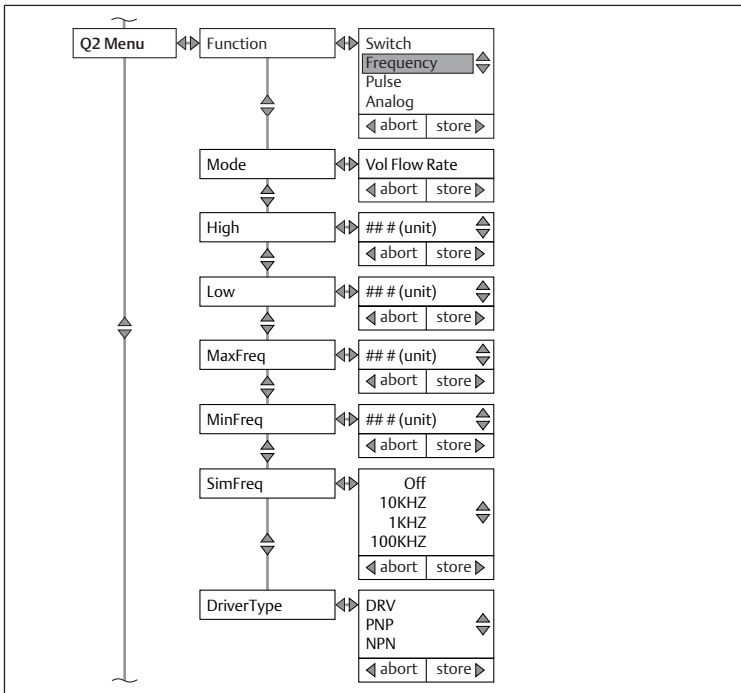 Q2 Menu Function Switch
Frequency
Pulse
Analog
abort store
Mode Vol Flow Rate
abort store
High ## # (unit)
abort store
Low ## # (unit)
abort store
MaxFreq ## # (unit)
abort store
MinFreq ## # (unit)
abort store
SimFreq Off
10KHZ
1KHZ
100KHZ
abort store
DriverType DRV
PNP
NPN
abort store